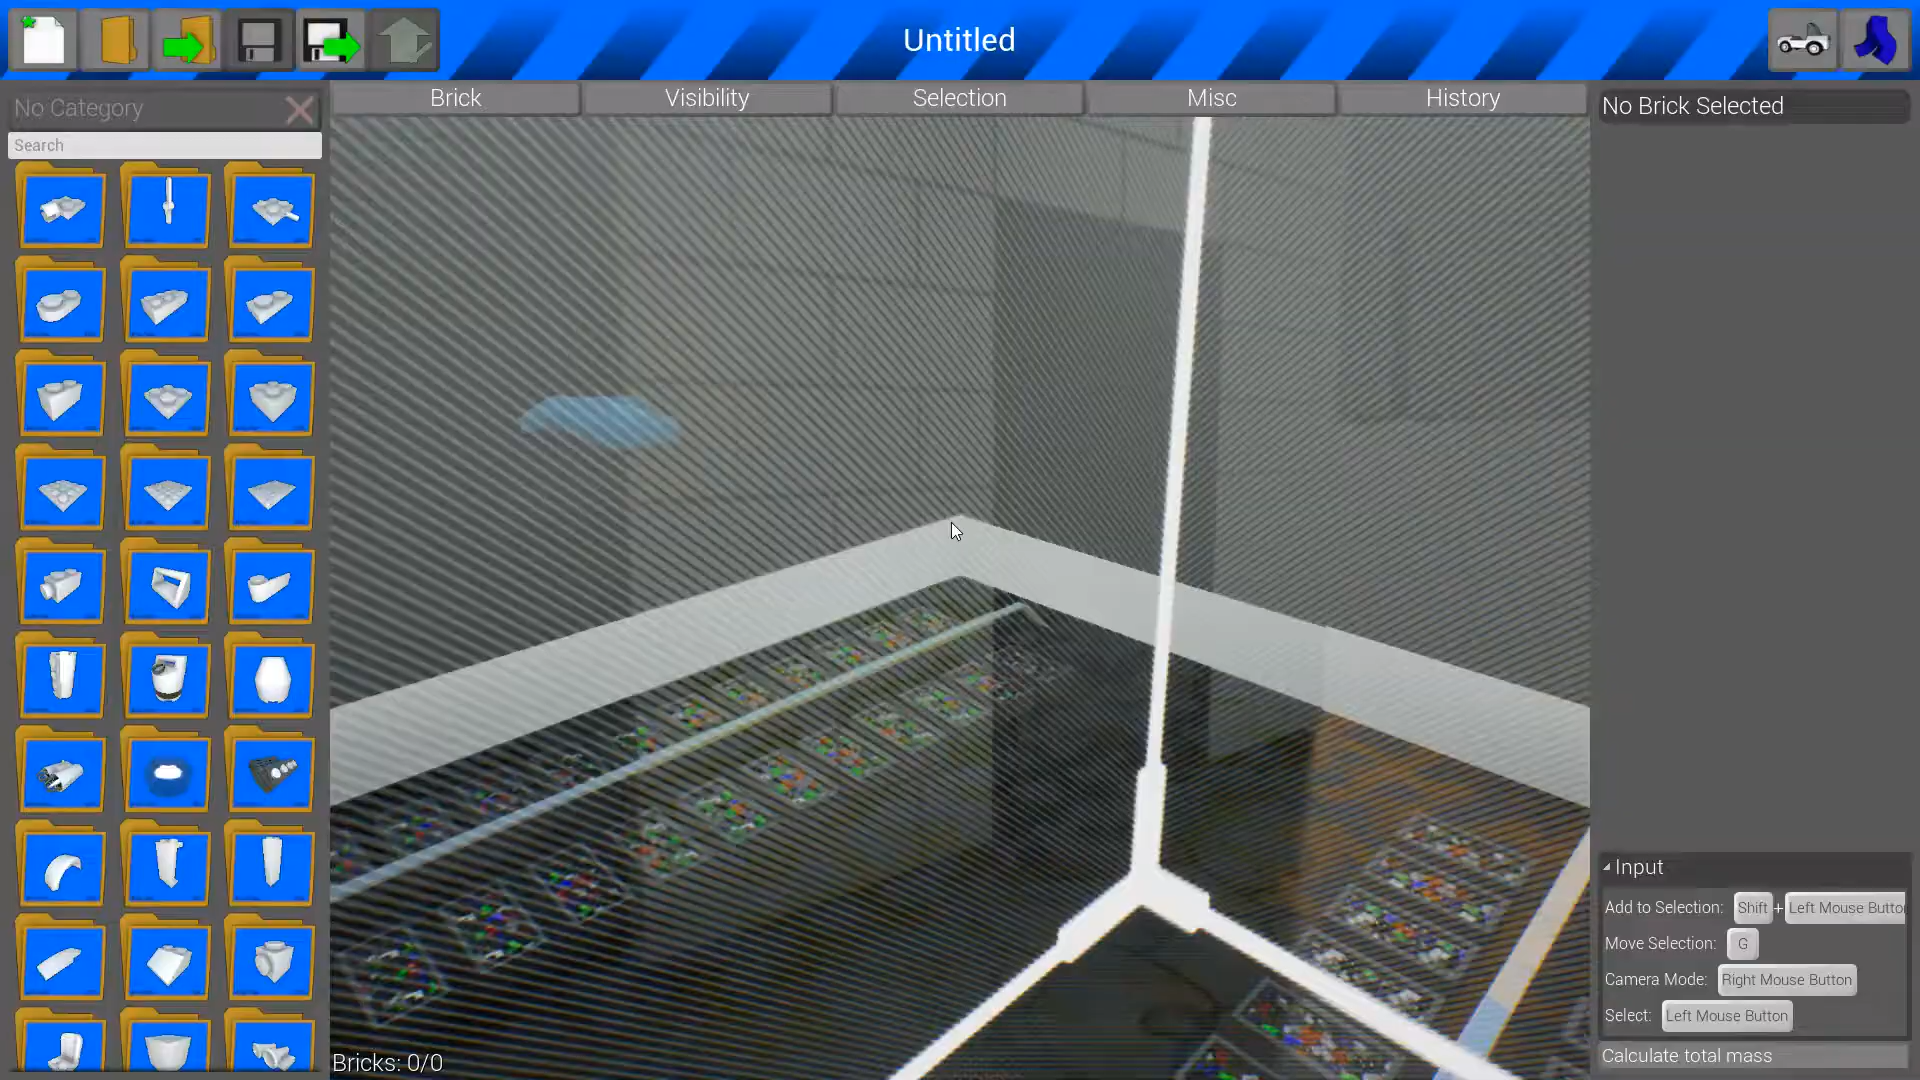 Untitled
No Category
Search
Brick
Visibility
Selection
Misc
History
No Brick Selected
Input
Add to Selection: Shift + Left Mouse Butto
Move Selection: G
Camera Mode: Right Mouse Button
Select: Left Mouse Button
Calculate total mass
Bricks: 0/0